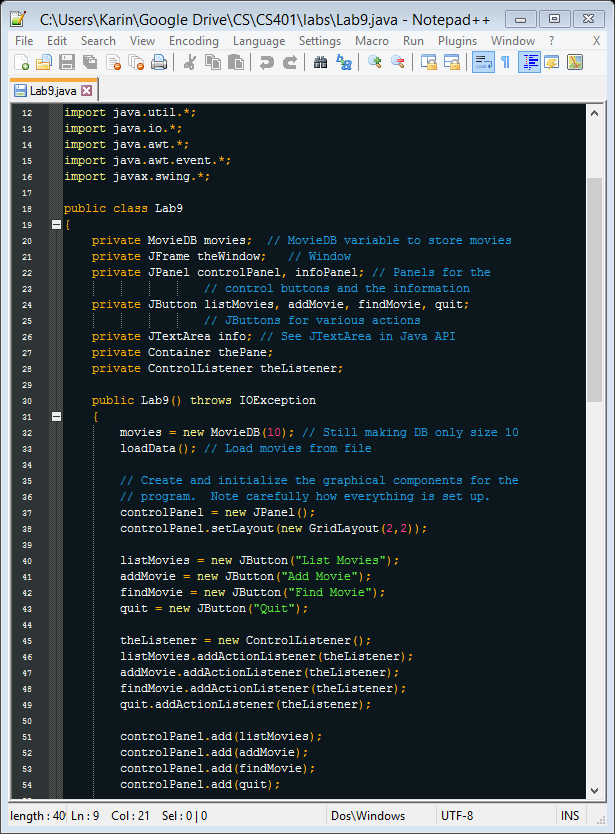 C:\Users\Karin\Google Drive\CS\CS401\labs\Lab9.java - Notepad++
File Edit Search View Encoding Language Settings Macro Run Plugins Window ? X
Lab9.java
12 import java.util.*;
13 import java.io.*;
14 import java.awt.*;
15 import java.awt.event.*;
16 import javax.swing.*;
17
18 public class Lab9
19 {
20 private MovieDB movies; // MovieDB variable to store movies
21 private JFrame theWindow; // Window
22 private JPanel controlPanel, infoPanel; // Panels for the
23 // control buttons and the information
24 private JButton listMovies, addMovie, findMovie, quit;
25 // JButtons for various actions
26 private JTextArea info; // See JTextArea in Java API
27 private Container thePane;
28 private ControlListener theListener;
29
30 public Lab9() throws IOException
31 {
32 movies = new MovieDB(10); // Still making DB only size 10
33 loadData(); // Load movies from file
34
35 // Create and initialize the graphical components for the
36 // program. Note carefully how everything is set up.
37 controlPanel = new JPanel();
38 controlPanel.setLayout(new GridLayout(2,2));
39
40 listMovies = new JButton("List Movies");
41 addMovie = new JButton("Add Movie");
42 findMovie = new JButton("Find Movie");
43 quit = new JButton("Quit");
44
45 theListener = new ControlListener();
46 listMovies.addActionListener(theListener);
47 addMovie.addActionListener(theListener);
48 findMovie.addActionListener(theListener);
49 quit.addActionListener(theListener);
50
51 controlPanel.add(listMovies);
52 controlPanel.add(addMovie);
53 controlPanel.add(findMovie);
54 controlPanel.add(quit);
length : 40 Ln : 9 Col : 21 Sel : 0 | 0 Dos\Windows UTF-8 INS